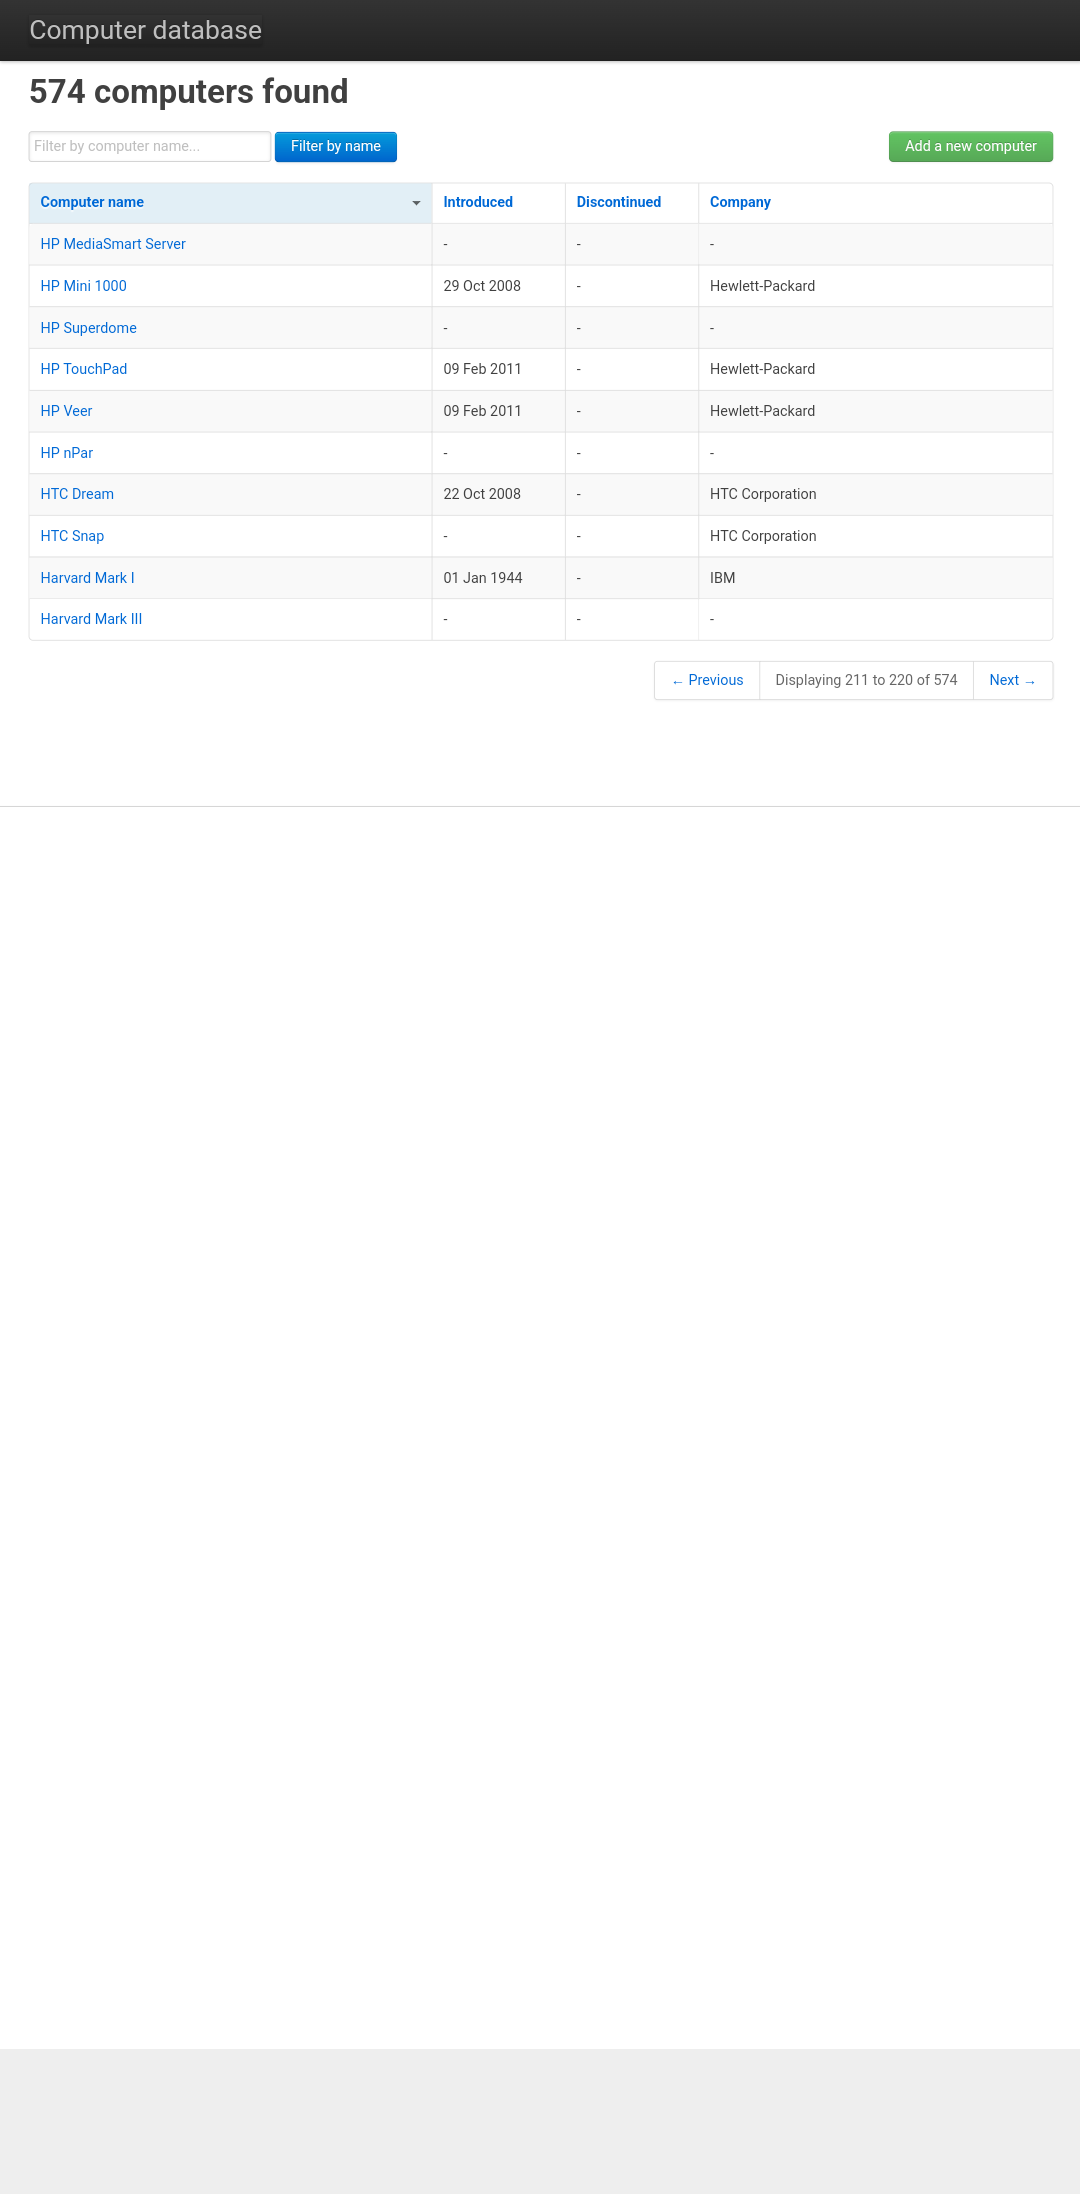 Computer database
574 computers found
Filter by computer name... Filter by name Add a new computer
Computer name Introduced Discontinued Company
HP MediaSmart Server - - -
HP Mini 1000 29 Oct 2008 - Hewlett-Packard
HP Superdome - - -
HP TouchPad 09 Feb 2011 - Hewlett-Packard
HP Veer 09 Feb 2011 - Hewlett-Packard
HP nPar - - -
HTC Dream 22 Oct 2008 - HTC Corporation
HTC Snap - - HTC Corporation
Harvard Mark I 01 Jan 1944 - IBM
Harvard Mark III - - -
← Previous Displaying 211 to 220 of 574 Next →